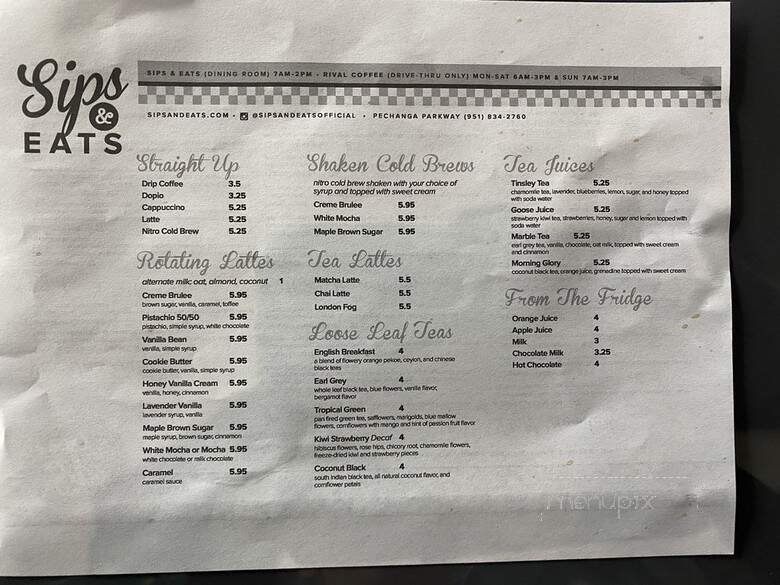 Sips
&
EATS
SIPS & EATS (DINING ROOM) 7AM-2PM • RIVAL COFFEE (DRIVE-THRU ONLY) MON-SAT 6AM-3PM & SUN 7AM-3PM
SIPSANDEATS.COM • @SIPSANDEATSOFFICIAL • PECHANGA PARKWAY (951) 834-2760
Straight Up
Drip Coffee 3.5
Dopio 3.25
Cappuccino 5.25
Latte 5.25
Nitro Cold Brew 5.25
Rotating Lattes
alternate milk oat, almond, coconut 1
Creme Brulee 5.95
brown sugar, vanilla, caramel, toffee
Pistachio 50/50 5.95
pistachio, simple syrup, white chocolate
Vanilla Bean 5.95
vanilla, simple syrup
Cookie Butter 5.95
cookie butter, vanilla, simple syrup
Honey Vanilla Cream 5.95
vanilla, honey, cinnamon
Lavender Vanilla 5.95
lavender syrup, vanilla
Maple Brown Sugar 5.95
maple syrup, brown sugar, cinnamon
White Mocha or Mocha 5.95
white chocolate or milk chocolate
Caramel 5.95
caramel sauce
Shaken Cold Brews
nitro cold brew shaken with your choice of
syrup and topped with sweet cream
Creme Brulee 5.95
White Mocha 5.95
Maple Brown Sugar 5.95
Tea Lattes
Matcha Latte 5.5
Chai Latte 5.5
London Fog 5.5
Loose Leaf Teas
English Breakfast 4
a blend of flowery orange pekoe, ceylon, and chinese
black teas
Earl Grey 4
whole leaf black tea, blue flowers, vanilla flavor,
bergamot flavor
Tropical Green 4
pan fired green tea, safflowers, marigolds, blue mallow
flowers, cornflowers with mango and hint of passion fruit flavor
Kiwi Strawberry Decaf 4
hibiscus flowers, rose hips, chicory root, chamomile flowers,
freeze-dried kiwi and strawberry pieces
Coconut Black 4
south indian black tea, all natural coconut flavor, and
cornflower petals
Tea Juices
Tinsley Tea 5.25
chamomile tea, lavender, blueberries, lemon, sugar, and honey topped
with soda water
Goose Juice 5.25
strawberry kiwi tea, strawberries, honey, sugar and lemon topped with
soda water
Marble Tea 5.25
earl grey tea, vanilla, chocolate, oat milk, topped with sweet cream
and cinnamon
Morning Glory 5.25
coconut black tea, orange juice, grenadine topped with sweet cream
From The Fridge
Orange Juice 4
Apple Juice 4
Milk 3
Chocolate Milk 3.25
Hot Chocolate 4
menupix